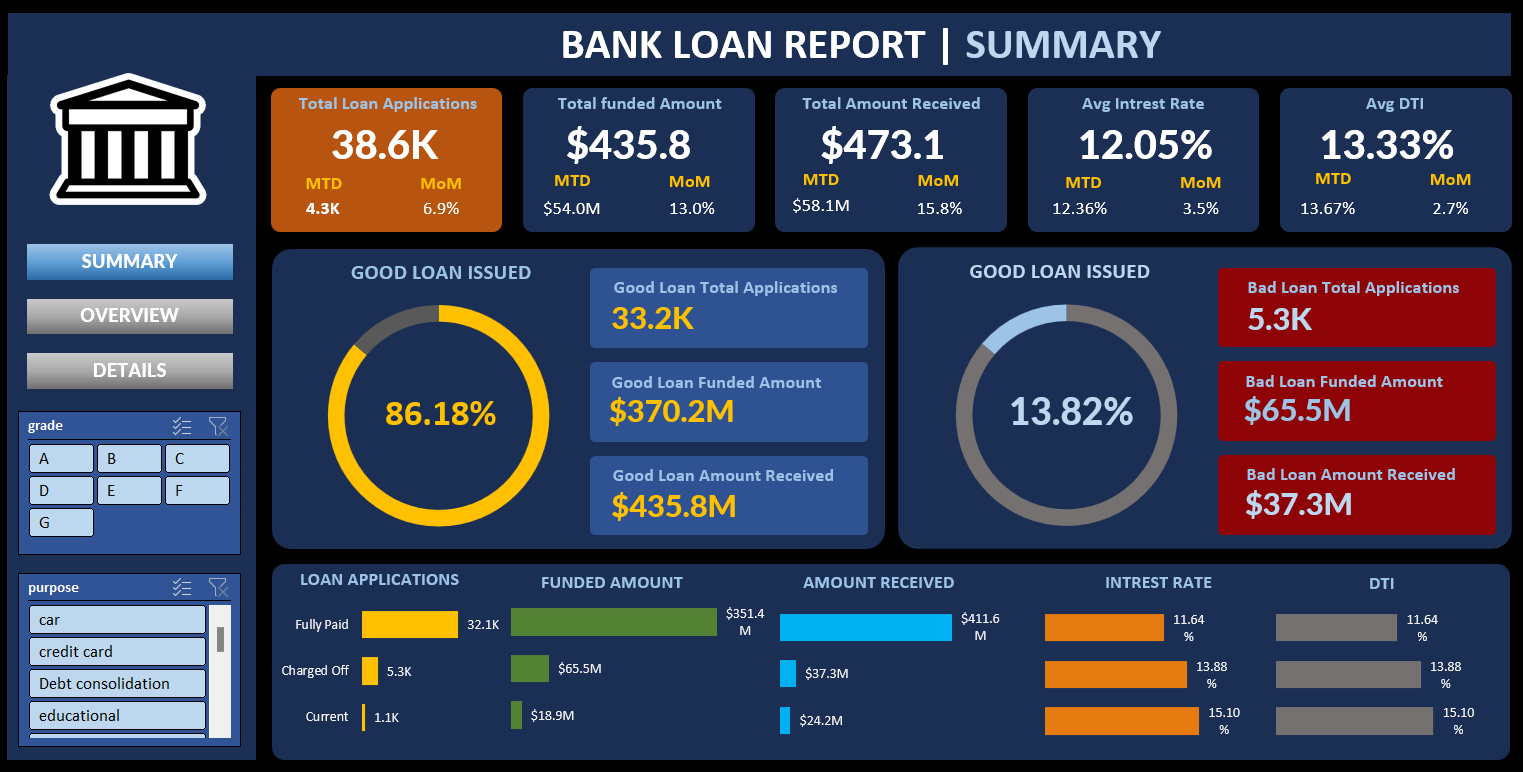 BANK LOAN REPORT | SUMMARY
Total Loan Applications
38.6K
MTD MoM
4.3K 6.9%
Total funded Amount
$435.8
MTD MoM
$54.0M 13.0%
Total Amount Received
$473.1
MTD MoM
$58.1M 15.8%
Avg Intrest Rate
12.05%
MTD MoM
12.36% 3.5%
Avg DTI
13.33%
MTD MoM
13.67% 2.7%
SUMMARY
OVERVIEW
DETAILS
grade
A B C
D E F
G
purpose
car
credit card
Debt consolidation
educational
GOOD LOAN ISSUED
86.18%
Good Loan Total Applications
33.2K
Good Loan Funded Amount
$370.2M
Good Loan Amount Received
$435.8M
GOOD LOAN ISSUED
13.82%
Bad Loan Total Applications
5.3K
Bad Loan Funded Amount
$65.5M
Bad Loan Amount Received
$37.3M
LOAN APPLICATIONS
Fully Paid 32.1K
Charged Off 5.3K
Current 1.1K
FUNDED AMOUNT
$351.4
M
$65.5M
$18.9M
AMOUNT RECEIVED
$411.6
M
$37.3M
$24.2M
INTREST RATE
11.64
%
13.88
%
15.10
%
DTI
11.64
%
13.88
%
15.10
%